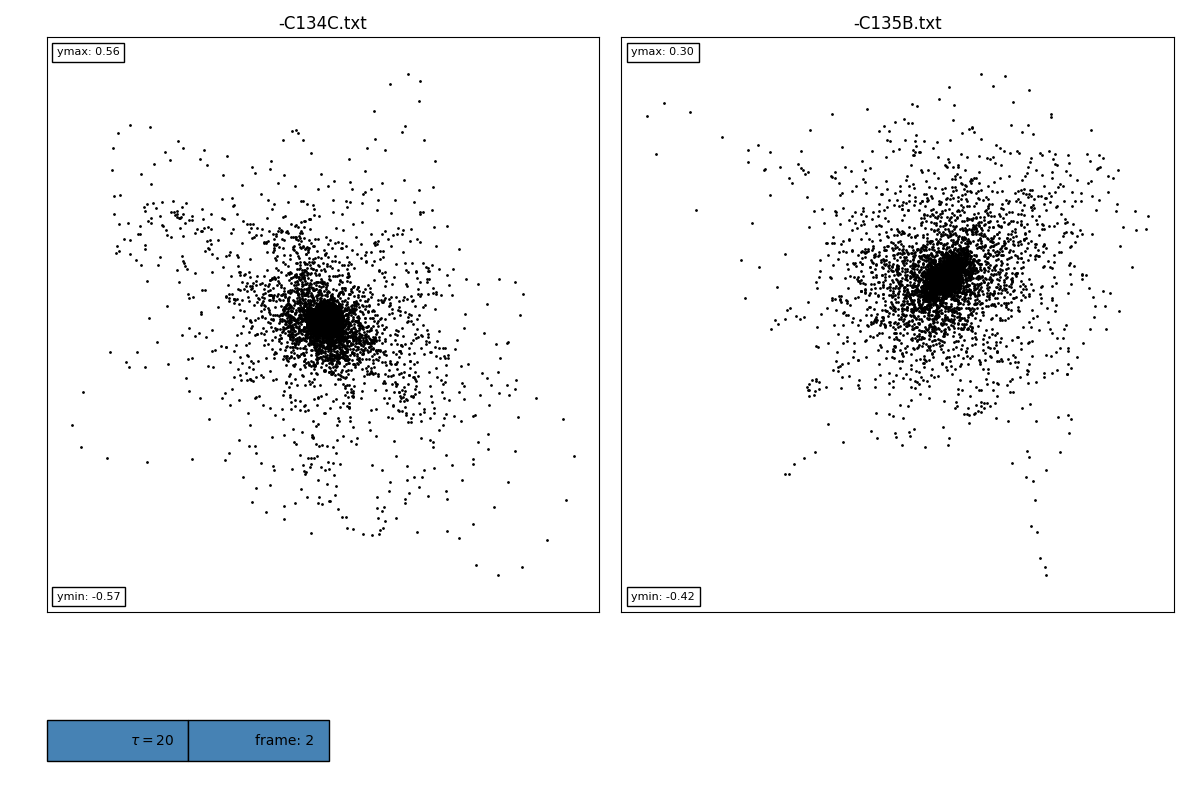 -C134C.txt
-C135B.txt
ymax: 0.56
ymax: 0.30
ymin: -0.57
ymin: -0.42
τ = 20
frame: 2